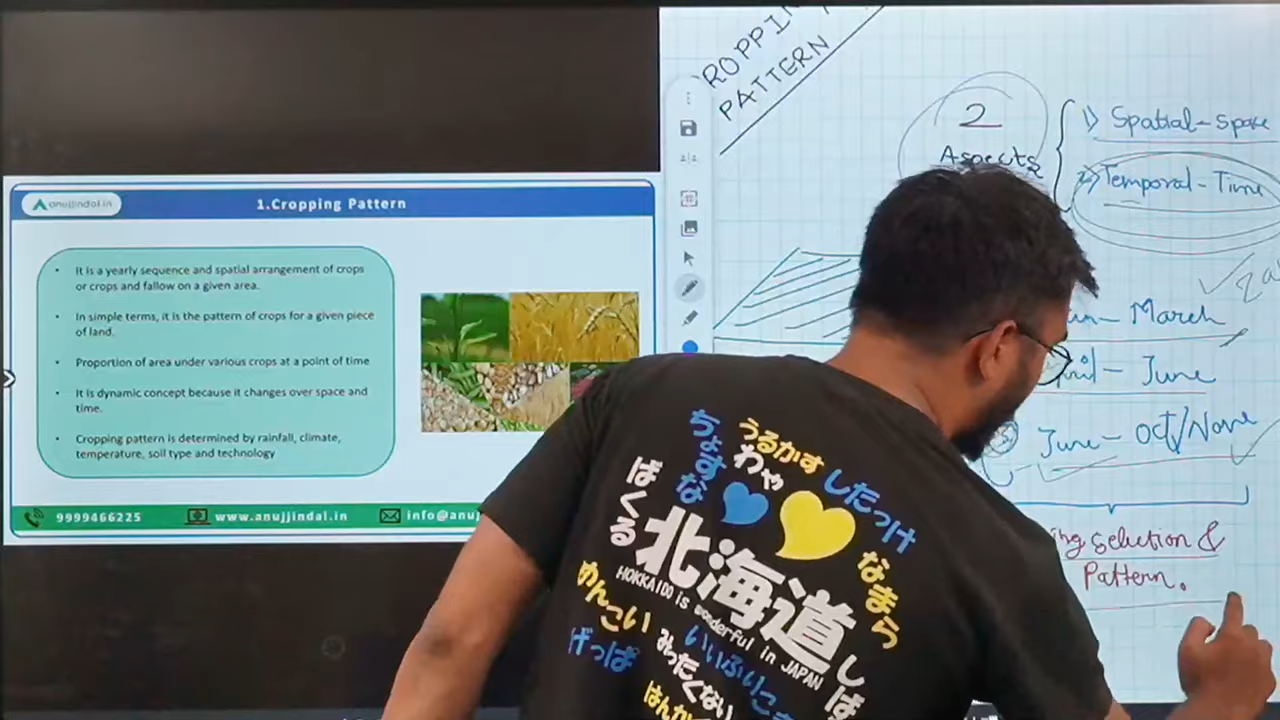 anujjindal.in
1.Cropping Pattern
It is a yearly sequence and spatial arrangement of crops
or crops and fallow on a given area.
In simple terms, it is the pattern of crops for a given piece
of land.
Proportion of area under various crops at a point of time
It is dynamic concept because it changes over space and
time.
Cropping pattern is determined by rainfall, climate,
temperature, soil type and technology
9999466225
www.anujjindal.in
info@anuj
ROPPIN
PATTERN
2
Aspects
1) Spatial-Space
2) Temporal-Time
Za
March
June
June- Oct/Nove
ing selection &
Pattern.
ちょすな
うるかす
わや
したっけ
ばくる
なまら
北海道
HOKKAIDO is wonderful in JAPAN
めんこい
げっぱ
みったくない
いいふりこき
はんか
しば